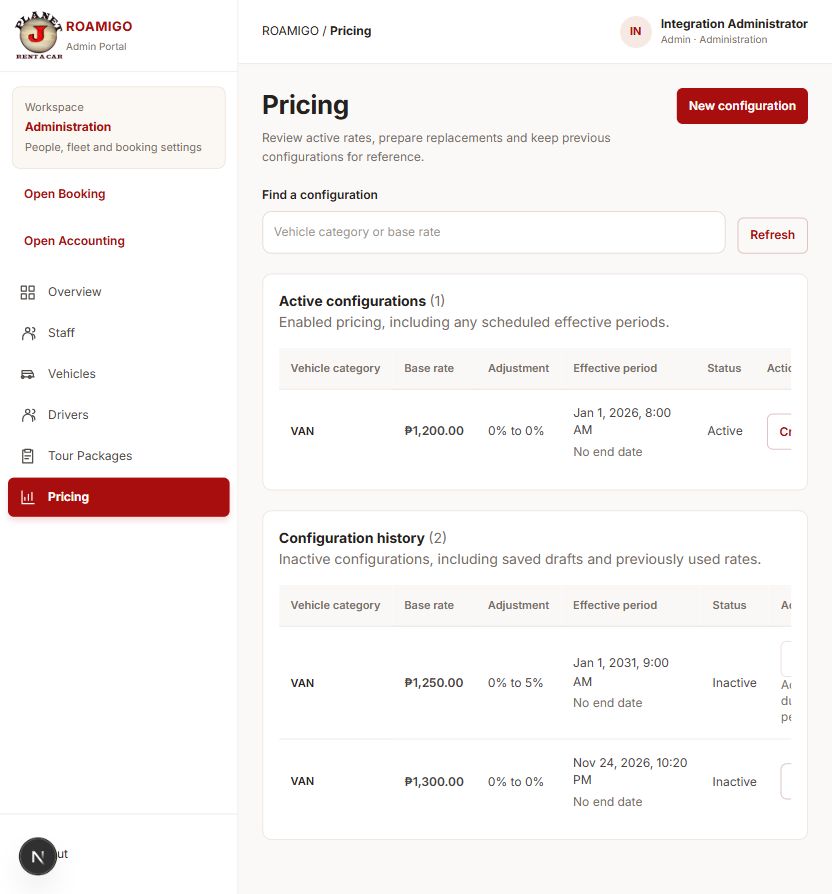 PLANET
J
RENT A CAR
ROAMIGO
Admin Portal
ROAMIGO / Pricing
IN
Integration Administrator
Admin · Administration
Workspace
Administration
People, fleet and booking settings
Open Booking
Open Accounting
Overview
Staff
Vehicles
Drivers
Tour Packages
Pricing
N
ut
Pricing
New configuration
Review active rates, prepare replacements and keep previous
configurations for reference.
Find a configuration
Vehicle category or base rate
Refresh
Active configurations (1)
Enabled pricing, including any scheduled effective periods.
Vehicle category Base rate Adjustment Effective period Status Actic
VAN ₱1,200.00 0% to 0% Jan 1, 2026, 8:00 Active Cr
AM
No end date
Configuration history (2)
Inactive configurations, including saved drafts and previously used rates.
Vehicle category Base rate Adjustment Effective period Status Ac
VAN ₱1,250.00 0% to 5% Jan 1, 2031, 9:00 Inactive
AM
No end date
Ac
du
pe
VAN ₱1,300.00 0% to 0% Nov 24, 2026, 10:20 Inactive
PM
No end date